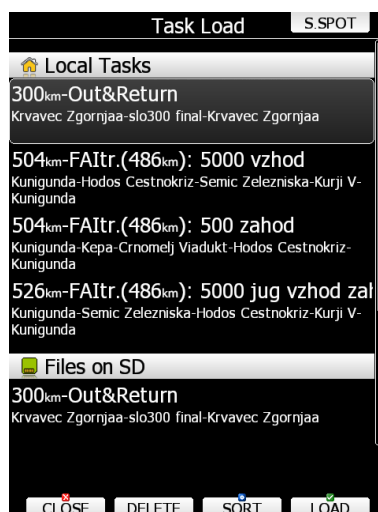 Task Load
S.SPOT
Local Tasks
300km-Out&Return
Krvavec Zgornjaa-slo300 final-Krvavec Zgornjaa
504km-FAItr.(486km): 5000 vzhod
Kunigunda-Hodos Cestnokriz-Semic Zelezniska-Kurji V-
Kunigunda
504km-FAItr.(486km): 500 zahod
Kunigunda-Kepa-Crnomelj Viadukt-Hodos Cestnokriz-
Kunigunda
526km-FAItr.(486km): 5000 jug vzhod zah
Kunigunda-Semic Zelezniska-Hodos Cestnokriz-Kurji V-
Kunigunda
Files on SD
300km-Out&Return
Krvavec Zgornjaa-slo300 final-Krvavec Zgornjaa
CLOSE DELETE SORT LOAD